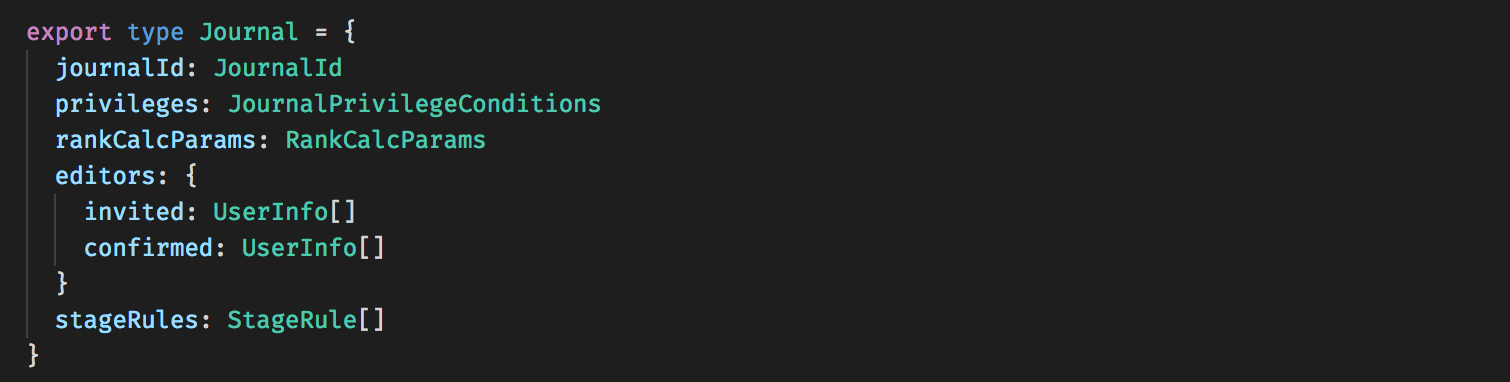 export type Journal = {
  journalId: JournalId
  privileges: JournalPrivilegeConditions
  rankCalcParams: RankCalcParams
  editors: {
    invited: UserInfo[]
    confirmed: UserInfo[]
  }
  stageRules: StageRule[]
}